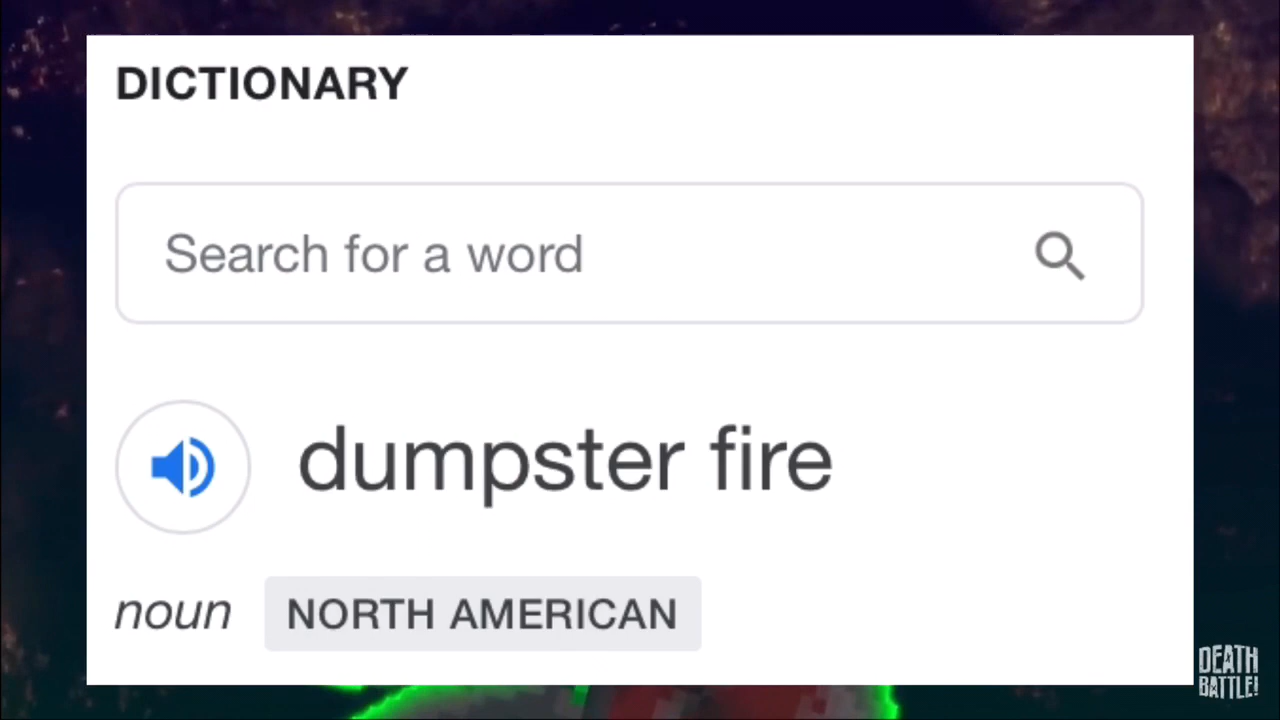 DICTIONARY
Search for a word
dumpster fire
noun NORTH AMERICAN
DEATH
BATTLE!